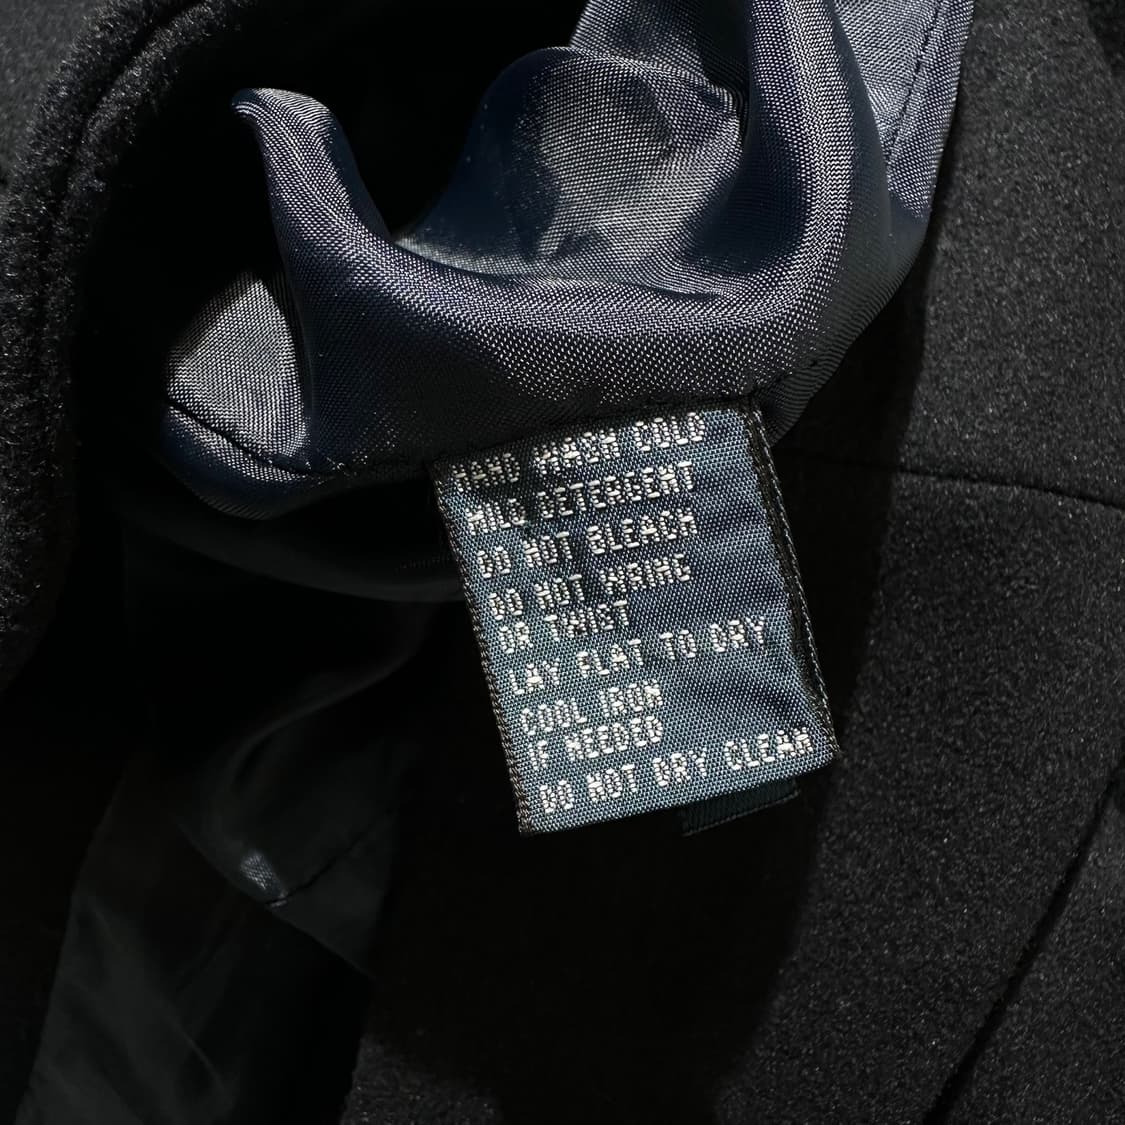 HAND WASH COLD
MILD DETERGENT
DO NOT BLEACH
DO NOT WRING
OR TWIST
LAY FLAT TO DRY
COOL IRON
IF NEEDED
DO NOT DRY CLEAN